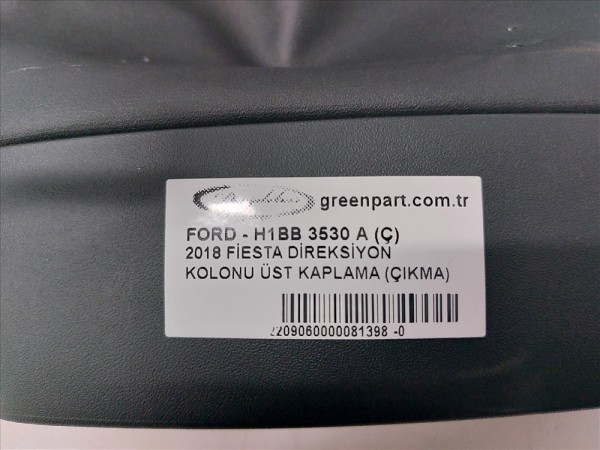 greenpart.com.tr
FORD - H1BB 3530 A (Ç)
2018 FİESTA DİREKSİYON
KOLONU ÜST KAPLAMA (ÇIKMA)
2209060000081398 -0